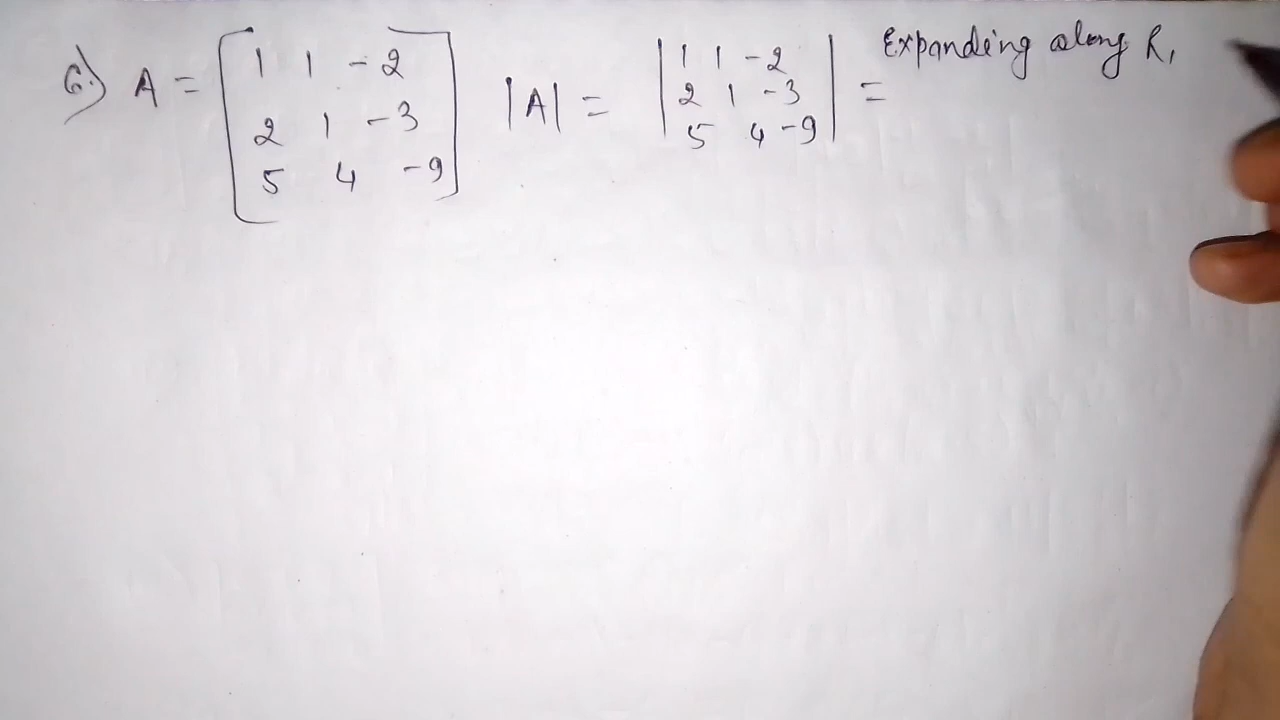 6.) A = [ 1 1 -2
2 1 -3
5 4 -9 ]
|A| = | 1 1 -2
2 1 -3
5 4 -9 | =
Expanding along R₁